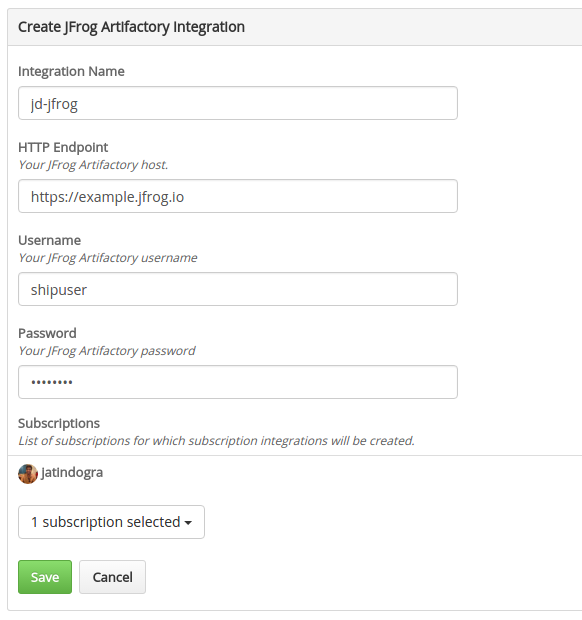 Create JFrog Artifactory Integration
Integration Name
jd-jfrog
HTTP Endpoint
Your JFrog Artifactory host.
https://example.jfrog.io
Username
Your JFrog Artifactory username
shipuser
Password
Your JFrog Artifactory password
••••••••
Subscriptions
List of subscriptions for which subscription integrations will be created.
jatindogra
1 subscription selected
Save Cancel